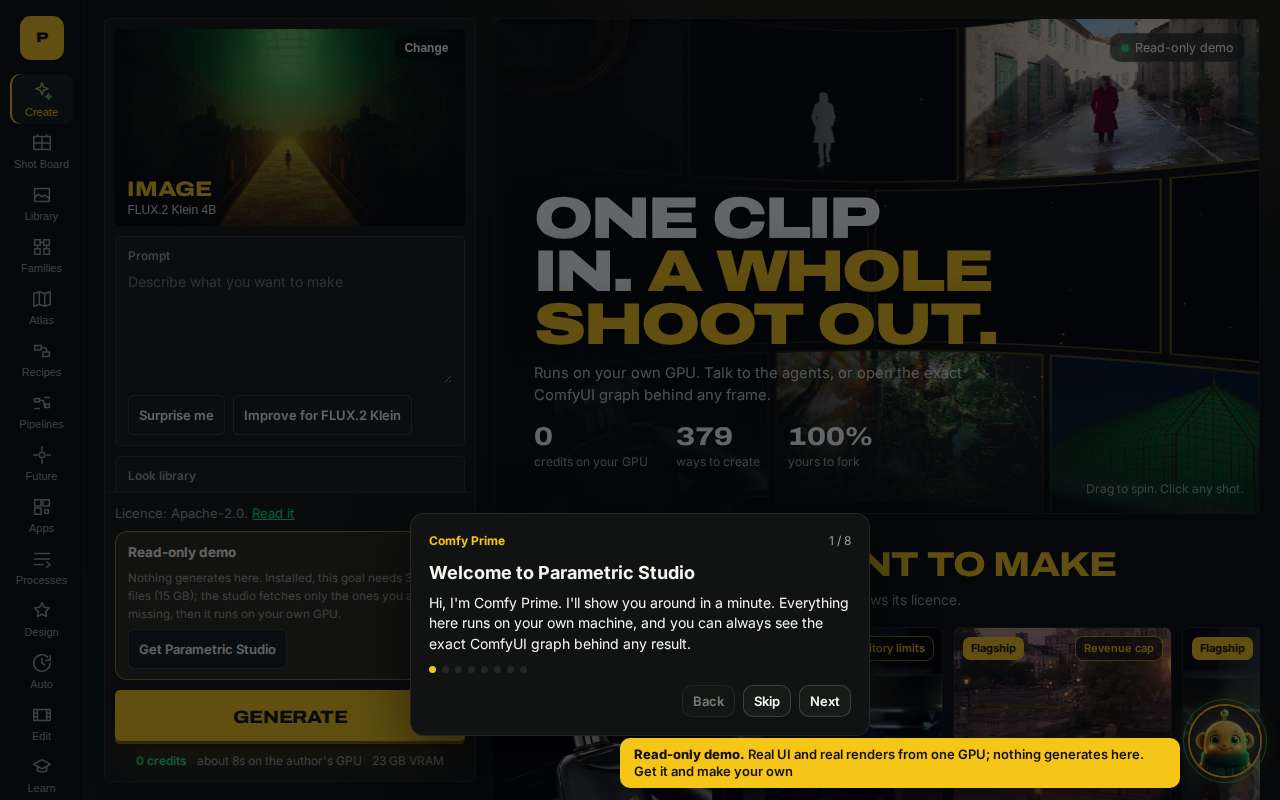 P
Create
Shot Board
Library
Families
Atlas
Recipes
Pipelines
Future
Apps
Processes
Design
Auto
Edit
Learn
Change
IMAGE
FLUX.2 Klein 4B
Prompt
Describe what you want to make
Surprise me
Improve for FLUX.2 Klein
Look library
Licence: Apache-2.0. Read it
Read-only demo
Nothing generates here. Installed, this goal needs 3
files (15 GB); the studio fetches only the ones you a
missing, then it runs on your own GPU.
Get Parametric Studio
GENERATE
0 credits about 8s on the author's GPU 23 GB VRAM
Read-only demo
ONE CLIP
IN. A WHOLE
SHOOT OUT.
Runs on your own GPU. Talk to the agents, or open the exact
ComfyUI graph behind any frame.
0
credits on your GPU
379
ways to create
100%
yours to fork
Drag to spin. Click any shot.
NT TO MAKE
ws its licence.
itory limits
Flagship
Revenue cap
Flagship
Comfy Prime
1 / 8
Welcome to Parametric Studio
Hi, I'm Comfy Prime. I'll show you around in a minute. Everything
here runs on your own machine, and you can always see the
exact ComfyUI graph behind any result.
Back
Skip
Next
Read-only demo. Real UI and real renders from one GPU; nothing generates here.
Get it and make your own